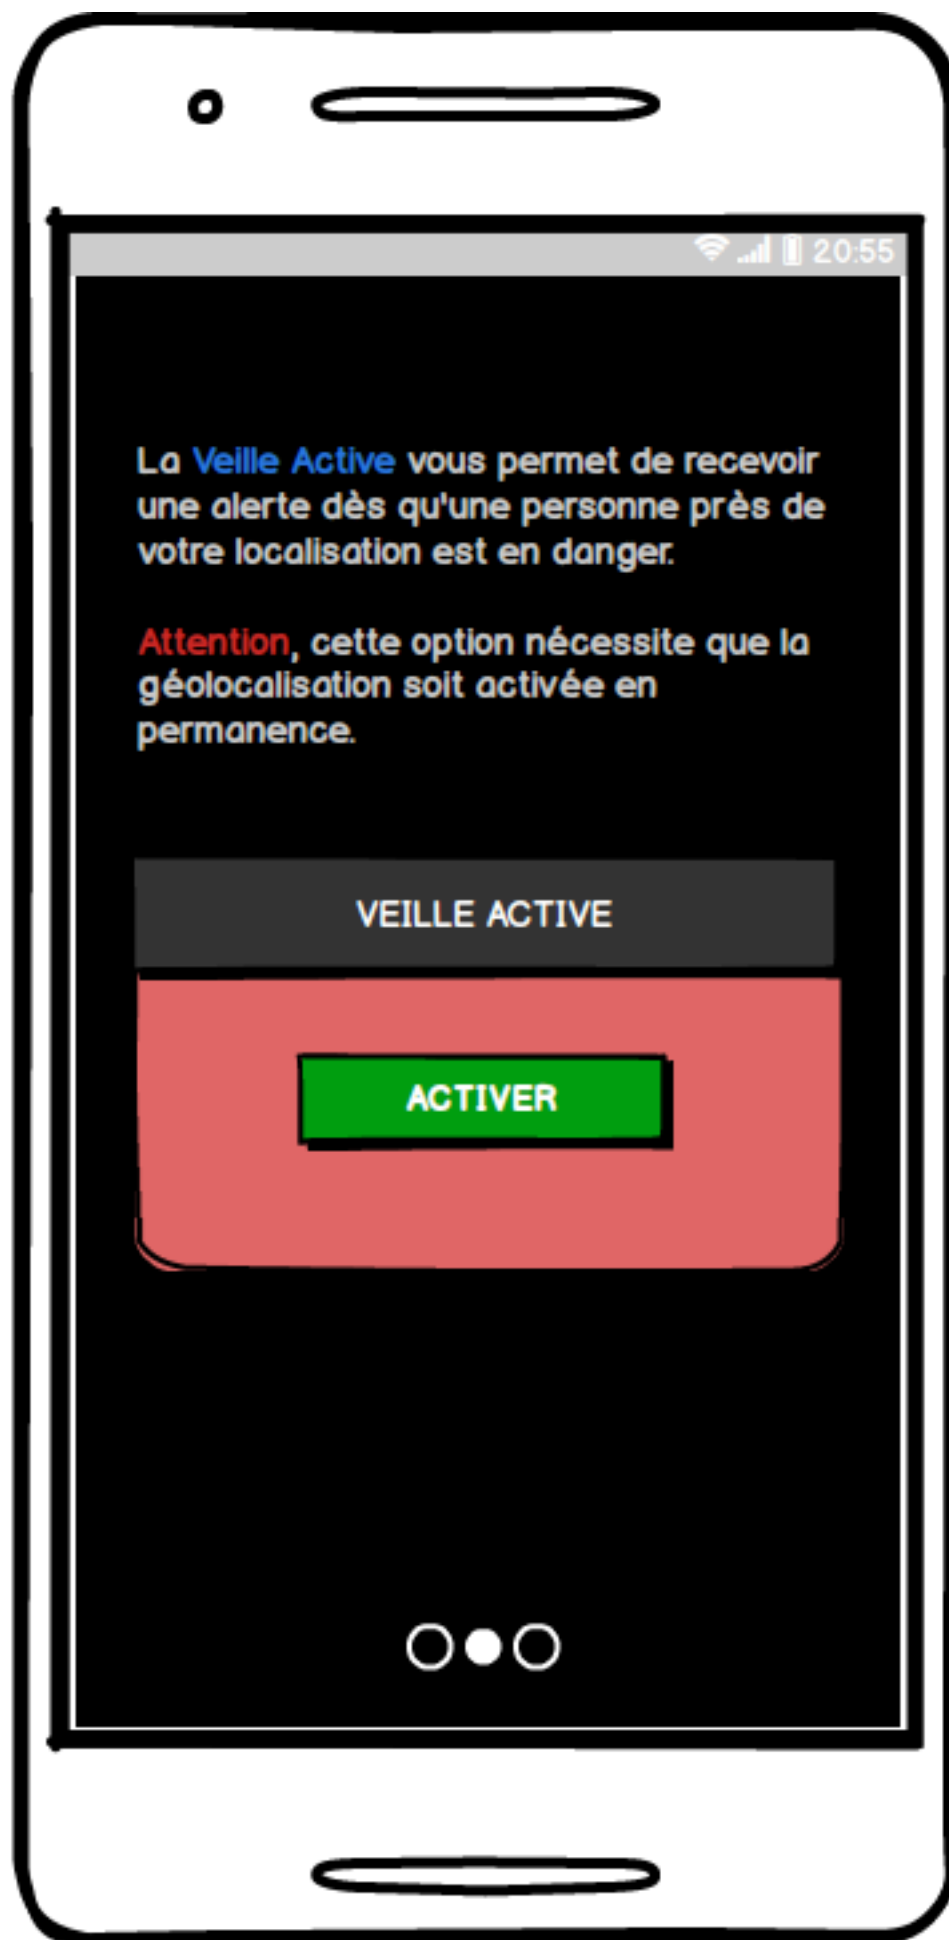 20:55
La Veille Active vous permet de recevoir
une alerte dès qu'une personne près de
votre localisation est en danger.
Attention, cette option nécessite que la
géolocalisation soit activée en
permanence.
VEILLE ACTIVE
ACTIVER